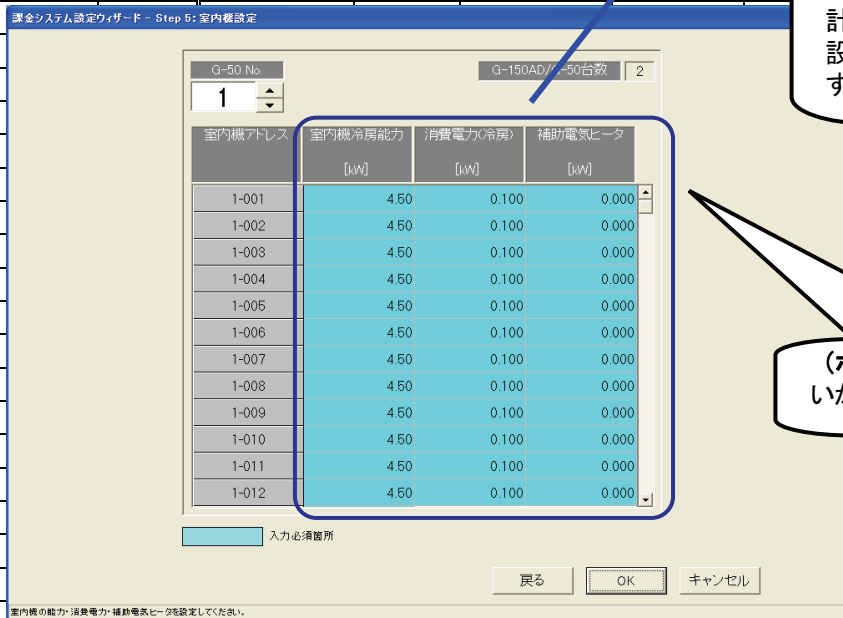 課金システム設定ウィザード - Step 5: 室内機設定
計
設
す
G-50 No.
G-150AD/G-50台数 2
1
室内機アドレス 室内機冷房能力 消費電力(冷房) 補助電気ヒータ
[kW] [kW] [kW]
1-001 4.50 0.100 0.000
1-002 4.50 0.100 0.000
1-003 4.50 0.100 0.000
1-004 4.50 0.100 0.000
1-005 4.50 0.100 0.000
1-006 4.50 0.100 0.000
1-007 4.50 0.100 0.000
1-008 4.50 0.100 0.000
1-009 4.50 0.100 0.000
1-010 4.50 0.100 0.000
1-011 4.50 0.100 0.000
1-012 4.50 0.100 0.000
入力必須箇所
戻る OK キャンセル
室内機の能力・消費電力・補助電気ヒータを設定してください。